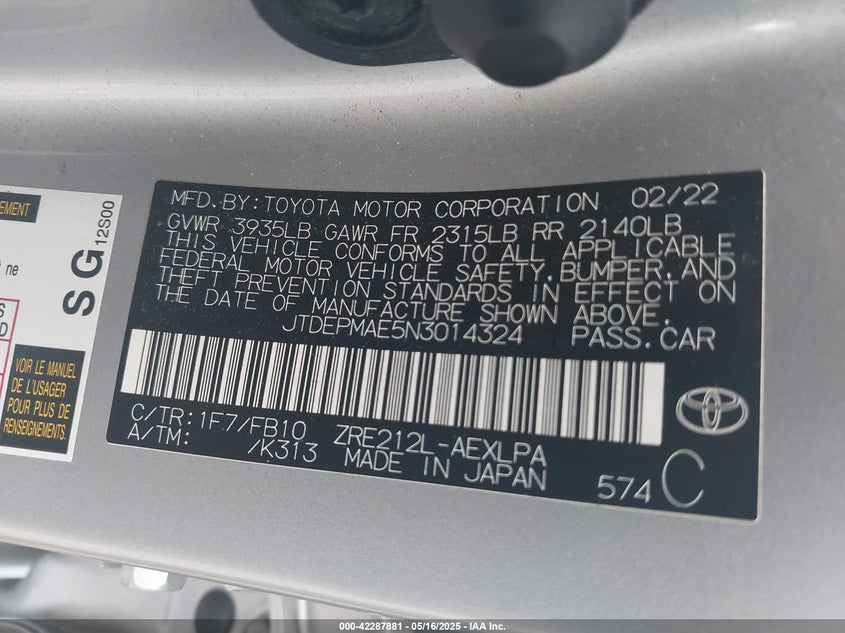 EMENT
ne
S
D
SG 12S00
VOIR LE MANUEL
DE L'USAGER
POUR PLUS DE
RENSEIGNEMENTS.
MFD.BY:TOYOTA MOTOR CORPORATION 02/22
GVWR 3935LB GAWR FR 2315LB RR 2140LB
THIS VEHICLE CONFORMS TO ALL APPLICABLE
FEDERAL MOTOR VEHICLE SAFETY,BUMPER,AND
THEFT PREVENTION STANDARDS IN EFFECT ON
THE DATE OF MANUFACTURE SHOWN ABOVE.
JTDEPMAE5N3014324 PASS.CAR
C/TR:1F7/FB10 ZRE212L-AEXLPA
A/TM: /K313 MADE IN JAPAN
574 C
000-42287881 - 05/16/2025 - IAA Inc.